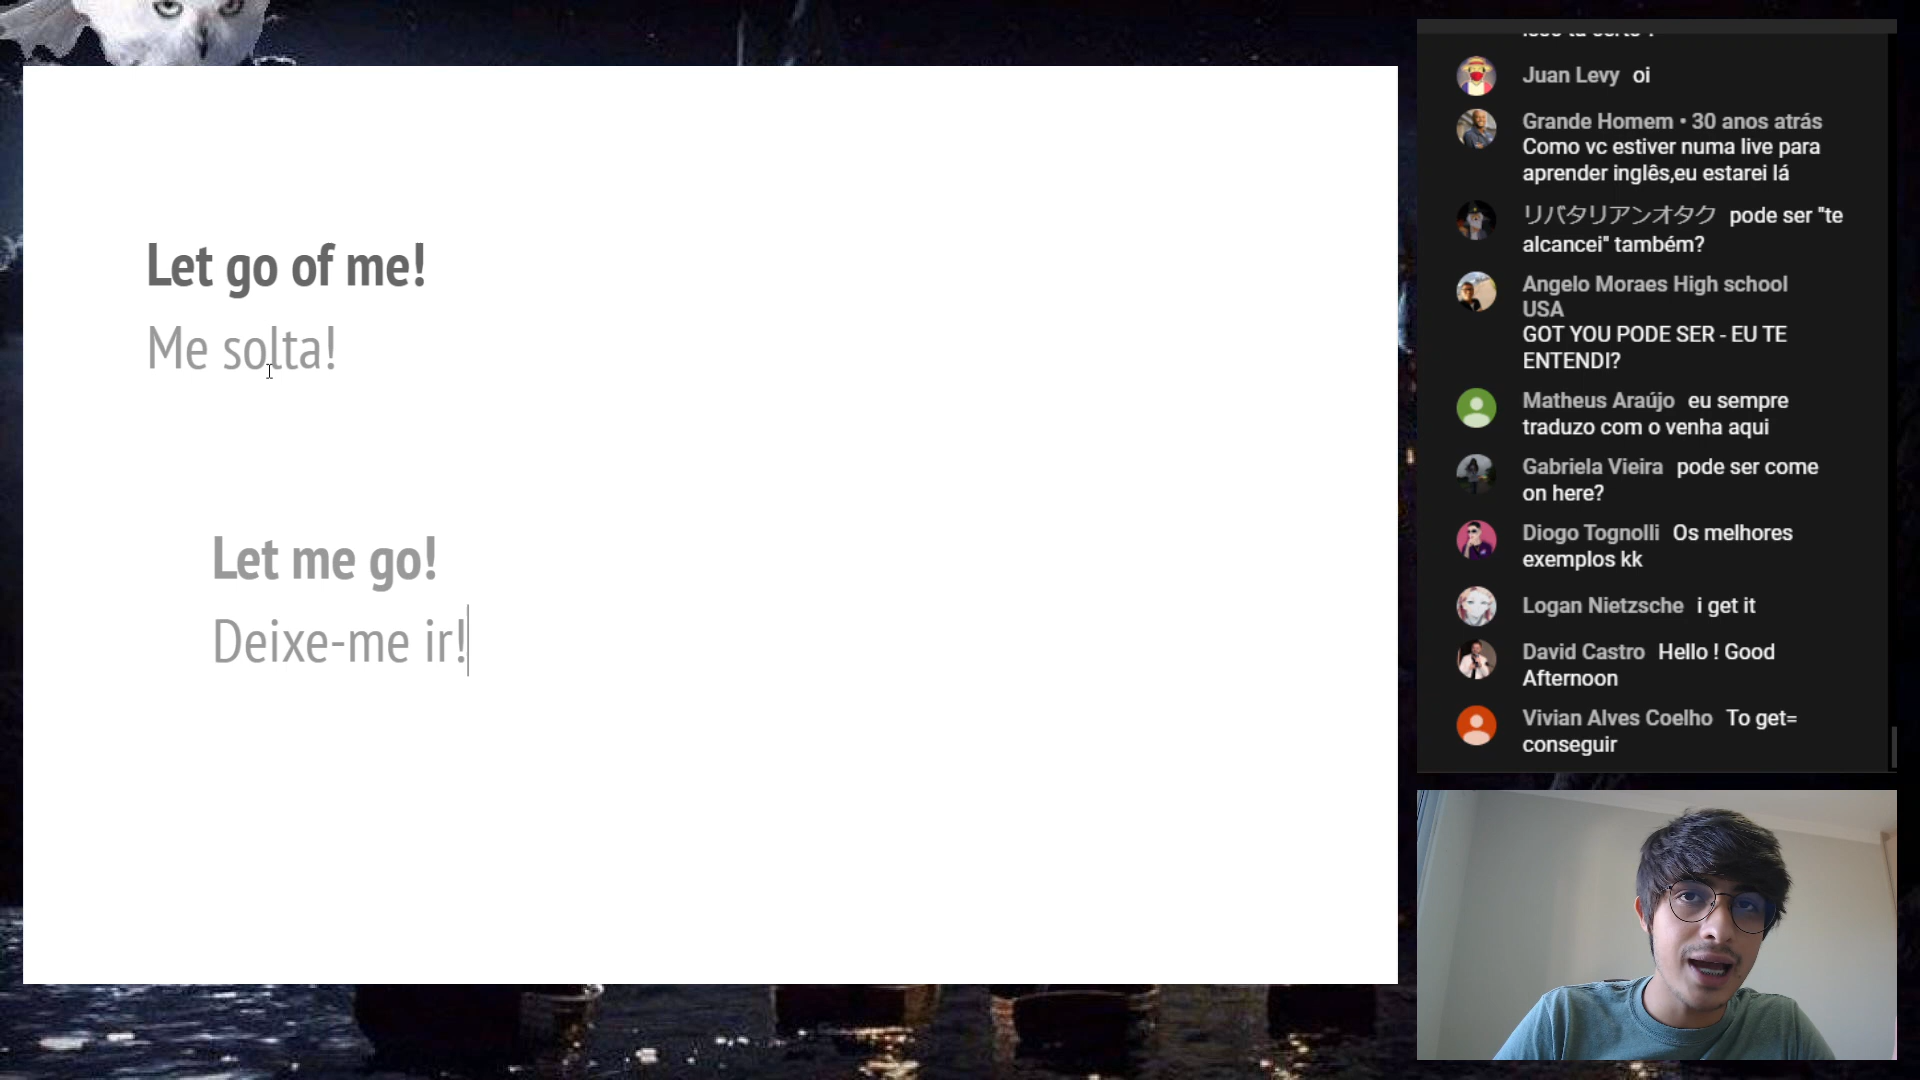 Let go of me!
Me solta!
Let me go!
Deixe-me ir!
Juan Levy oi
Grande Homem • 30 anos atrás
Como vc estiver numa live para
aprender inglês,eu estarei lá
リバタリアンオタク pode ser "te
alcancei" também?
Angelo Moraes High school
USA
GOT YOU PODE SER - EU TE
ENTENDI?
Matheus Araújo eu sempre
traduzo com o venha aqui
Gabriela Vieira pode ser come
on here?
Diogo Tognolli Os melhores
exemplos kk
Logan Nietzsche i get it
David Castro Hello ! Good
Afternoon
Vivian Alves Coelho To get=
conseguir